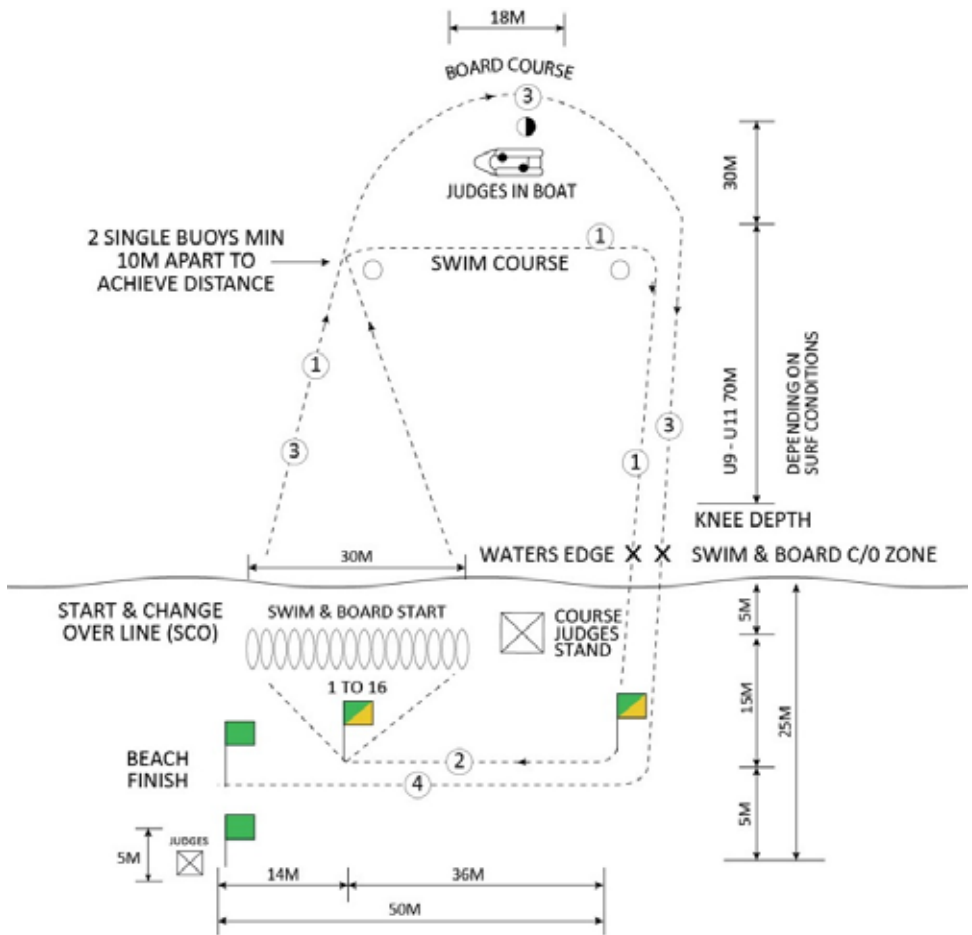 18M
BOARD COURSE
3
JUDGES IN BOAT
30M
1
2 SINGLE BUOYS MIN
10M APART TO
ACHIEVE DISTANCE
SWIM COURSE
1
3
3
1
U9 - U11 70M
DEPENDING ON
SURF CONDITIONS
KNEE DEPTH
30M
WATERS EDGE
X X
SWIM & BOARD C/0 ZONE
START & CHANGE
OVER LINE (SCO)
SWIM & BOARD START
COURSE
JUDGES
STAND
5M
1 TO 16
15M
25M
BEACH
FINISH
2
4
5M
JUDGES
5M
14M
36M
50M